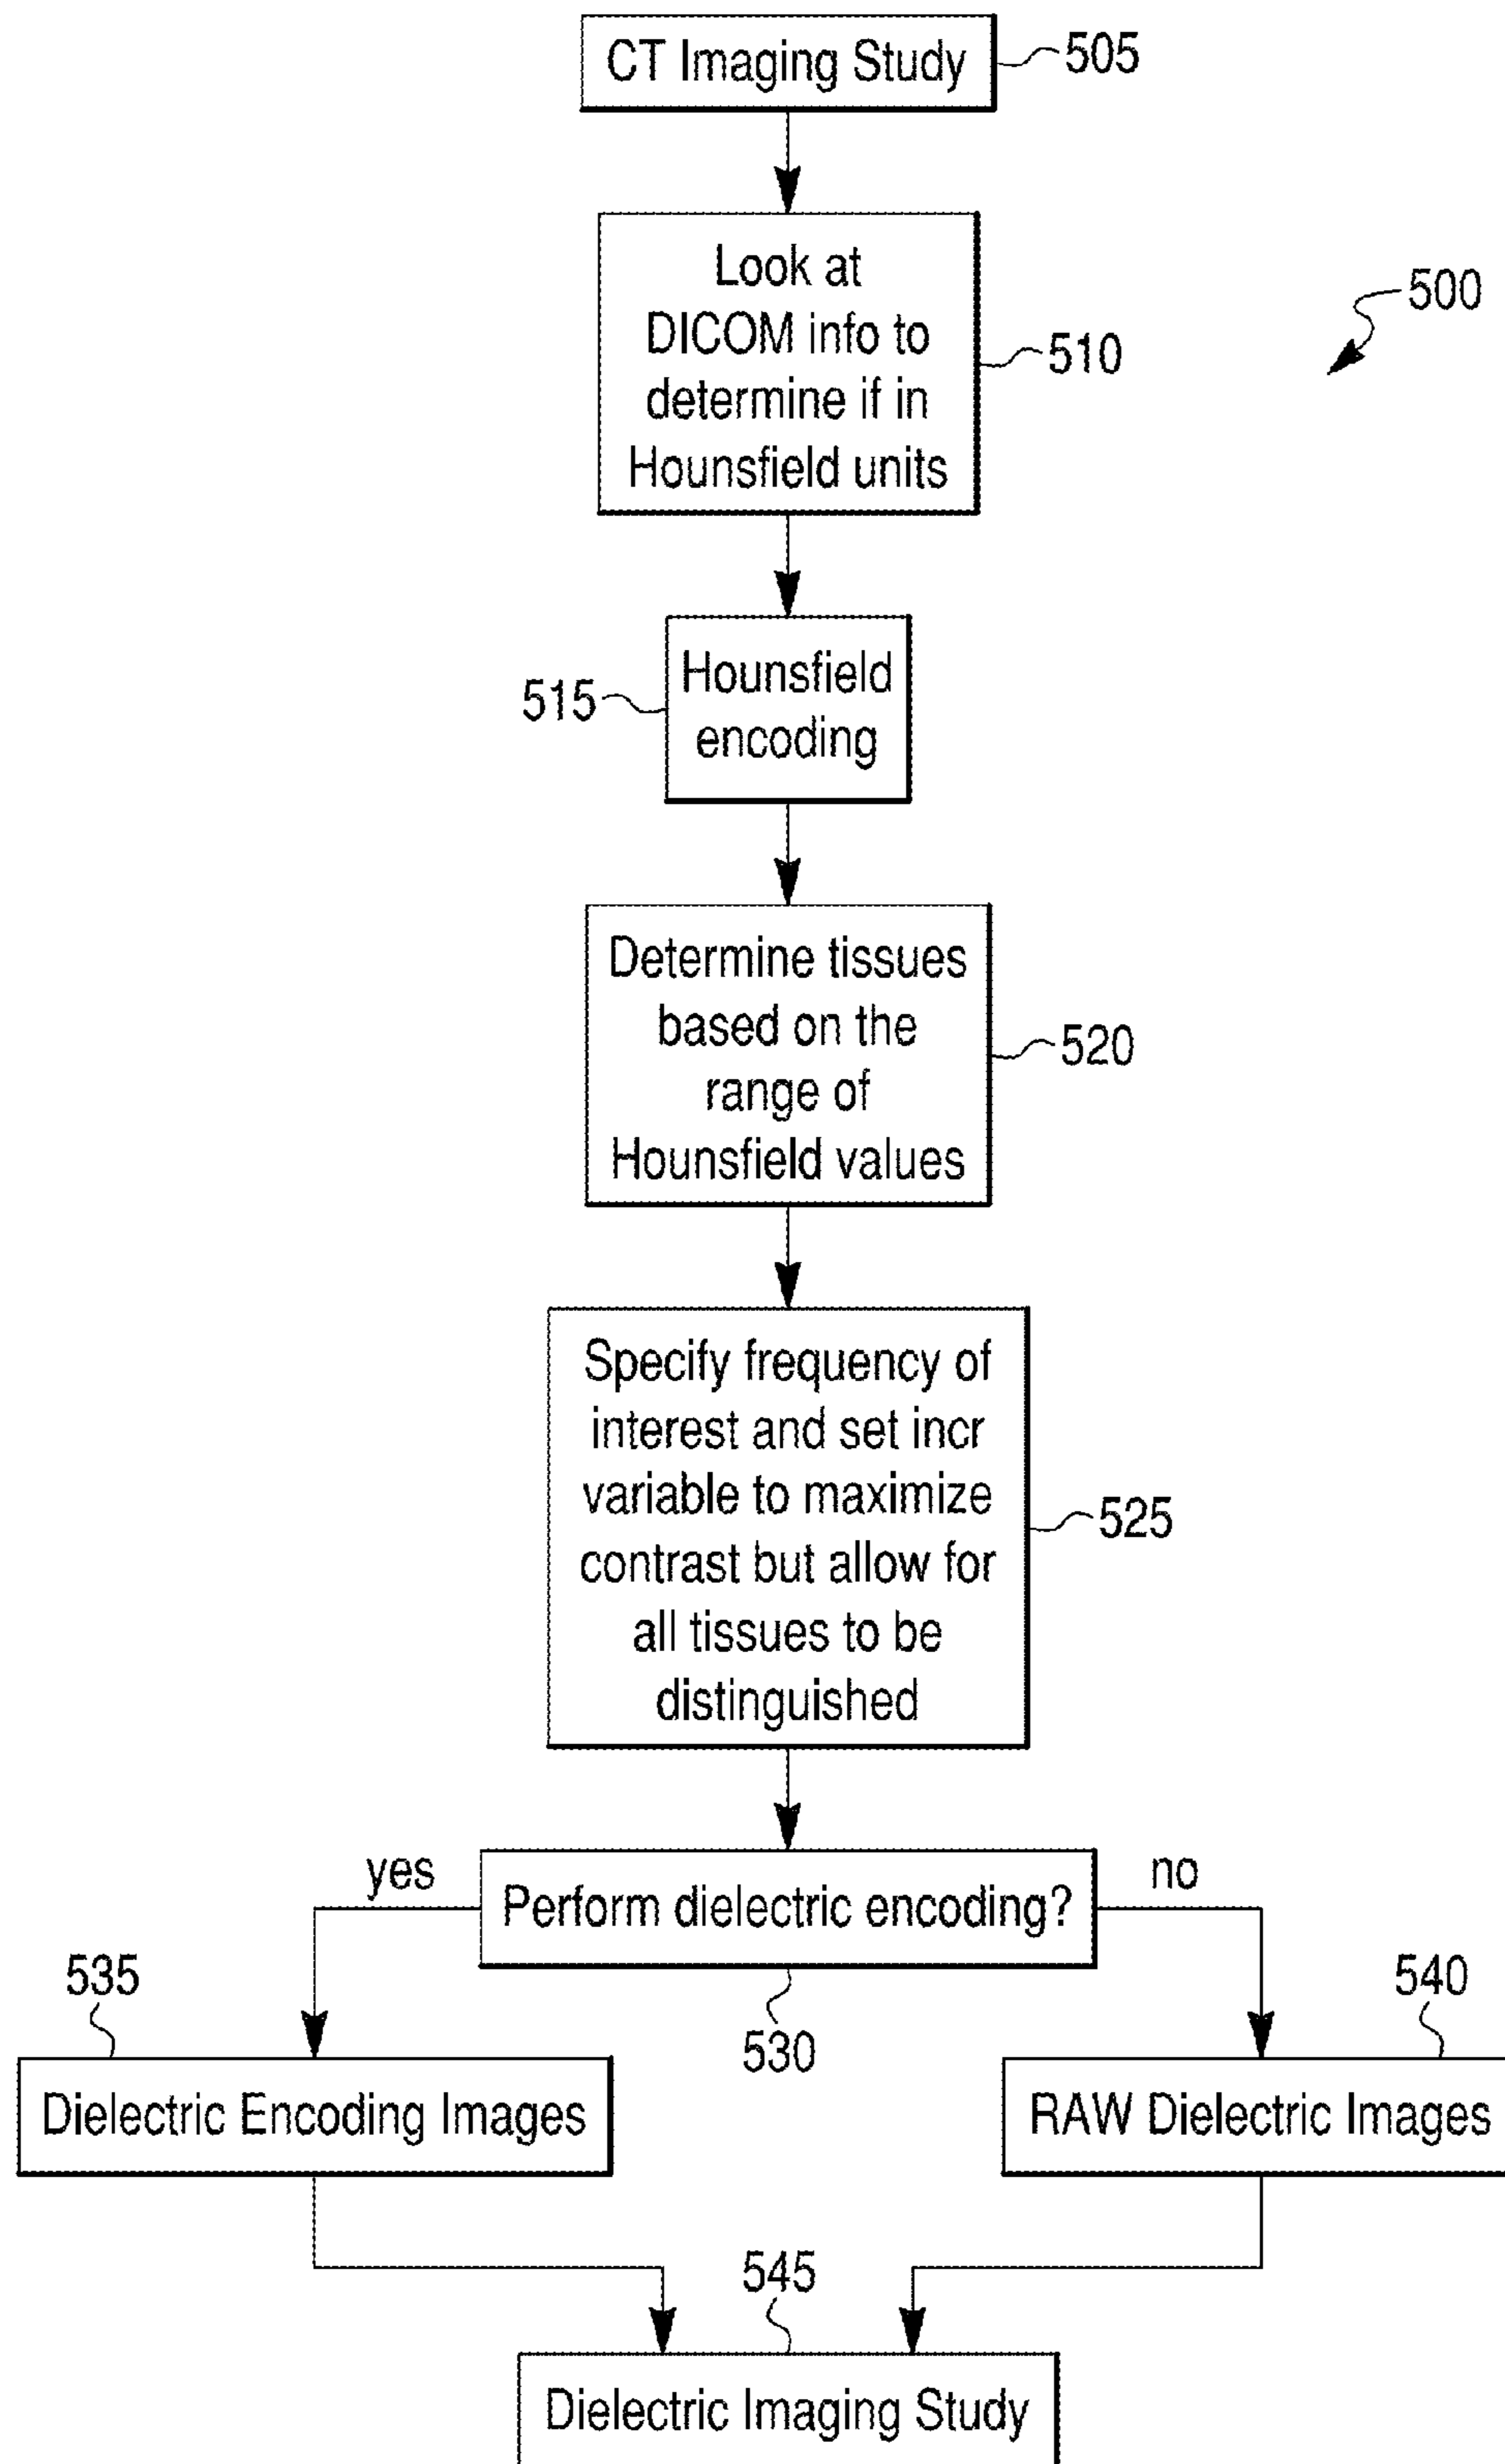 CT Imaging Study
505
Look at
DICOM info to
determine if in
Hounsfield units
510
500
Hounsfield
encoding
515
Determine tissues
based on the
range of
Hounsfield values
520
Specify frequency of
interest and set incr
variable to maximize
contrast but allow for
all tissues to be
distinguished
525
yes
Perform dielectric encoding?
no
530
535
Dielectric Encoding Images
540
RAW Dielectric Images
545
Dielectric Imaging Study